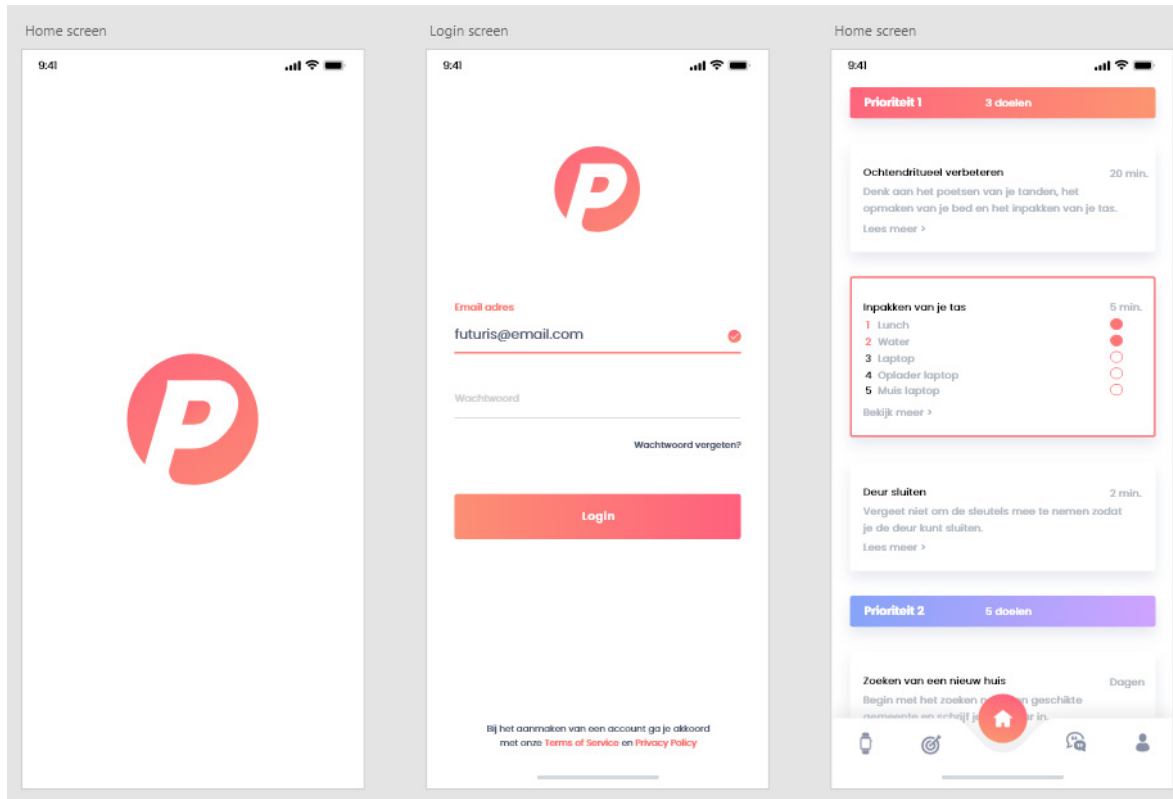 Home screen
9:41
P
Login screen
9:41
P
Email adres
futuris@email.com
Wachtwoord
Wachtwoord vergeten?
Login
Bij het aanmaken van een account ga je akkoord
met onze Terms of Service en Privacy Policy
Home screen
9:41
Prioriteit 1 3 doelen
Ochtendritueel verbeteren 20 min.
Denk aan het poetsen van je tanden, het
opmaken van je bed en het inpakken van je tas.
Lees meer >
Inpakken van je tas 5 min.
1 Lunch
2 Water
3 Laptop
4 Oplader laptop
5 Muis laptop
Bekijk meer >
Deur sluiten 2 min.
Vergeet niet om de sleutels mee te nemen zodat
je de deur kunt sluiten.
Lees meer >
Prioriteit 2 5 doelen
Zoeken van een nieuw huis Dagen
Begin met het zoeken geschikte
gemeente en schrijf in.